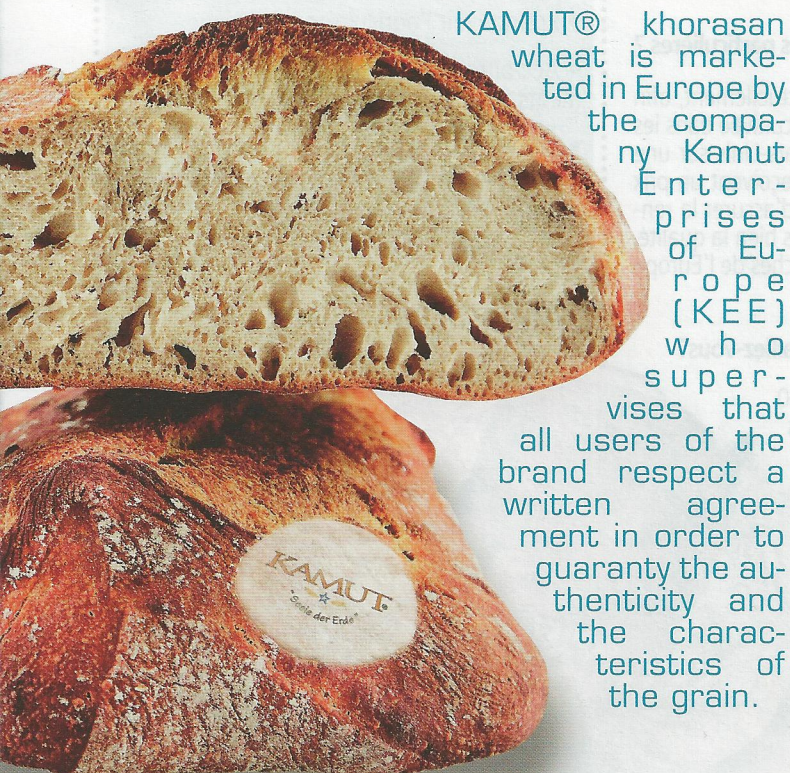 KAMUT® khorasan
wheat is marke-
ted in Europe by
the compa-
ny Kamut
Enter-
prises
of Eu-
rope
(KEE)
who
super-
vises that
all users of the
brand respect a
written agree-
ment in order to
guaranty the au-
thenticity and
the charac-
teristics of
the grain.
KAMUT®
"Seele der Erde"